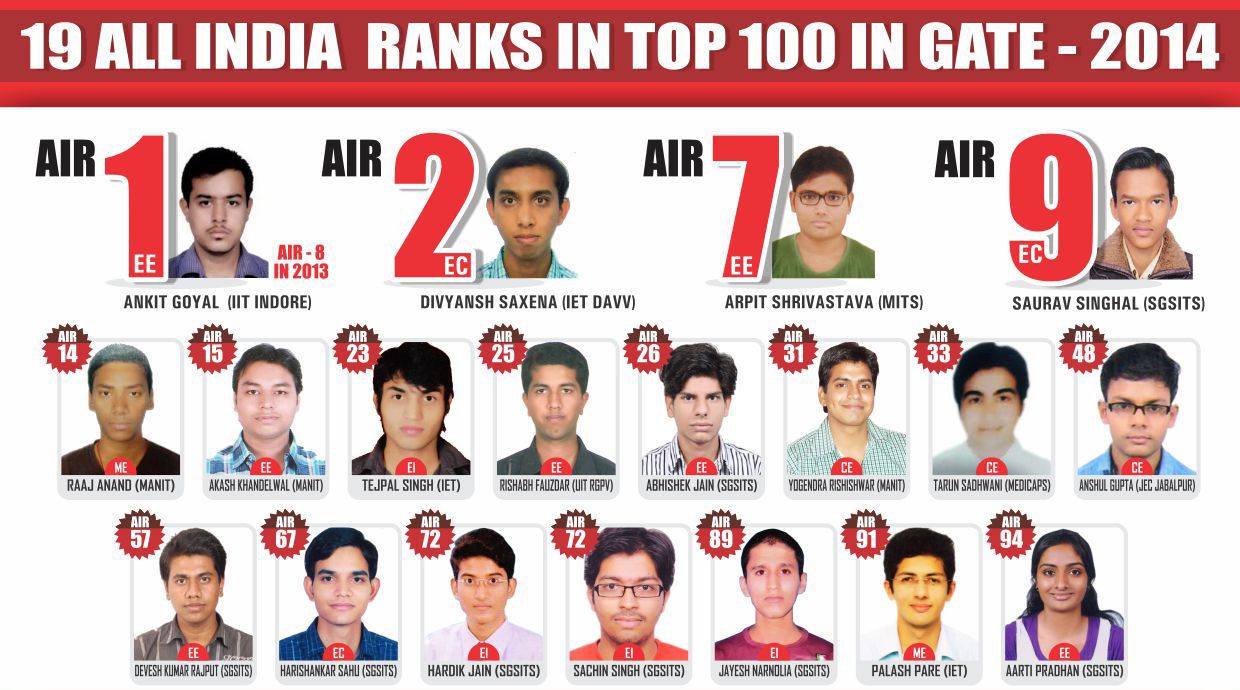 19 ALL INDIA RANKS IN TOP 100 IN GATE - 2014
AIR 1 EE
AIR - 8
IN 2013
ANKIT GOYAL (IIT INDORE)
AIR 2 EC
DIVYANSH SAXENA (IET DAVV)
AIR 7 EE
ARPIT SHRIVASTAVA (MITS)
AIR 9 EC
SAURAV SINGHAL (SGSITS)
AIR
14
ME
RAAJ ANAND (MANIT)
AIR
15
EE
AKASH KHANDELWAL (MANIT)
AIR
23
EI
TEJPAL SINGH (IET)
AIR
25
EE
RISHABH FAUZDAR (UIT RGPV)
AIR
26
EE
ABHISHEK JAIN (SGSITS)
AIR
31
CE
YOGENDRA RISHISHWAR (MANIT)
AIR
33
CE
TARUN SADHWANI (MEDICAPS)
AIR
48
CE
ANSHUL GUPTA (JEC JABALPUR)
AIR
57
EE
DEVESH KUMAR RAJPUT (SGSITS)
AIR
67
EC
HARISHANKAR SAHU (SGSITS)
AIR
72
EI
HARDIK JAIN (SGSITS)
AIR
72
EI
SACHIN SINGH (SGSITS)
AIR
89
EI
JAYESH NARNOLIA (SGSITS)
AIR
91
ME
PALASH PARE (IET)
AIR
94
EE
AARTI PRADHAN (SGSITS)